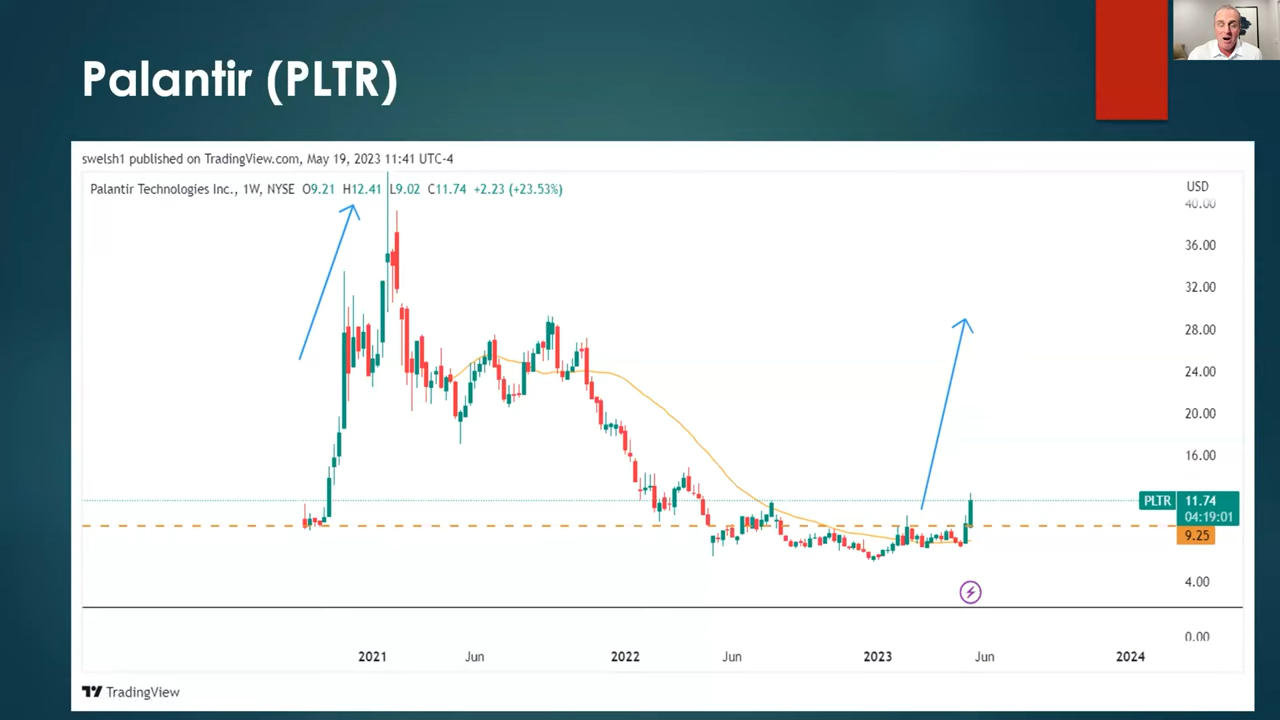 Palantir (PLTR)
swelsh1 published on TradingView.com, May 19, 2023 11:41 UTC-4
Palantir Technologies Inc., 1W, NYSE O9.21 H12.41 L9.02 C11.74 +2.23 (+23.53%)
USD
40.00
36.00
32.00
28.00
24.00
20.00
16.00
PLTR 11.74
04:19:01
9.25
4.00
0.00
2021 Jun 2022 Jun 2023 Jun 2024
TradingView